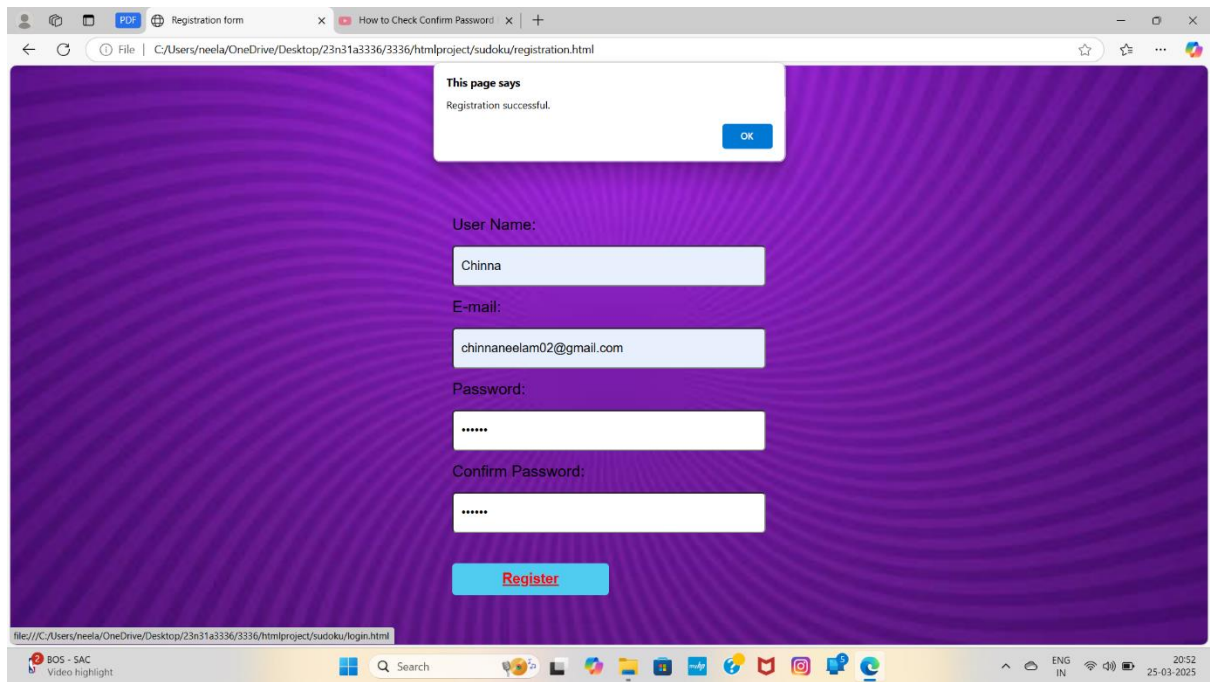 PDF
Registration form
How to Check Confirm Password
File
C:/Users/neela/OneDrive/Desktop/23n31a3336/3336/htmlproject/sudoku/registration.html
This page says
Registration successful.
OK
User Name:
Chinna
E-mail:
chinnaneelam02@gmail.com
Password:
••••••
Confirm Password:
••••••
Register
file:///C:/Users/neela/OneDrive/Desktop/23n31a3336/3336/htmlproject/sudoku/login.html
2
BOS - SAC
Video highlight
Search
5
ENG
IN
20:52
25-03-2025